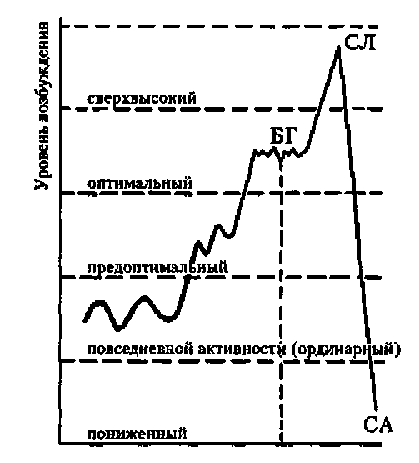 Уровень возбуждения
СЛ
сверхвысокий
БГ
оптимальный
предоптимальный
повседневной активности (ординарный)
СА
пониженный